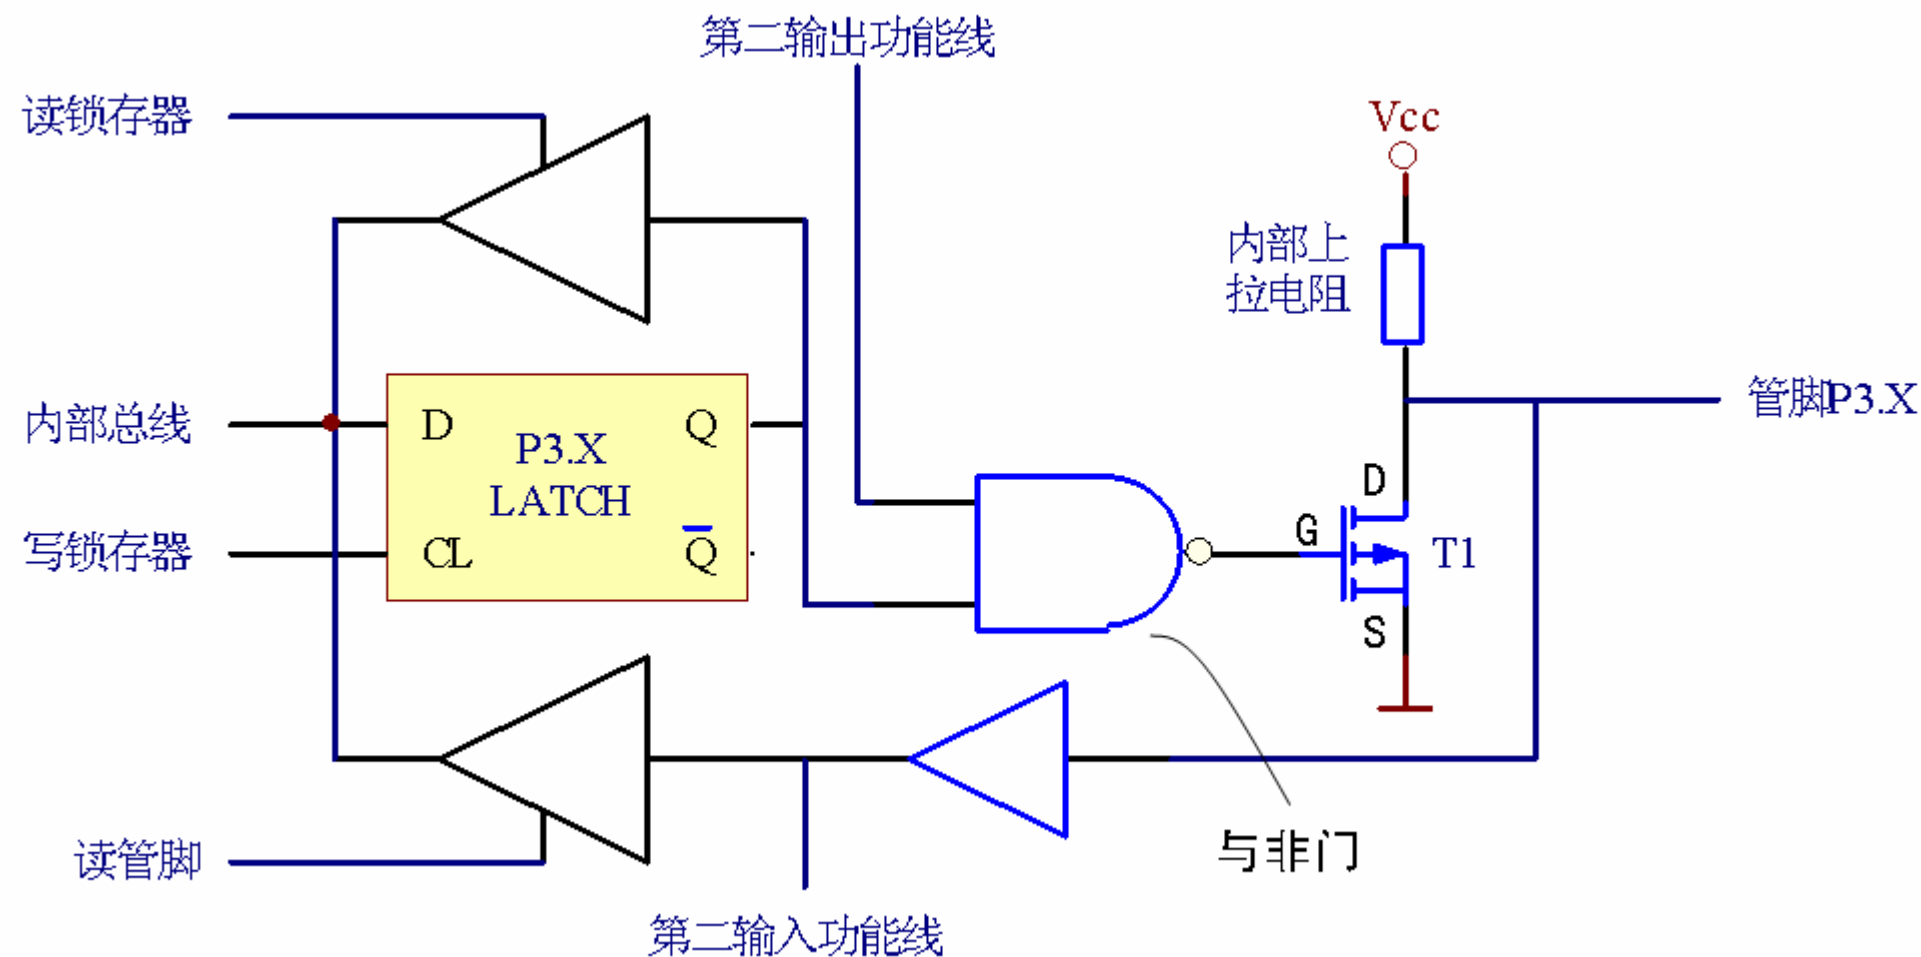 第二输出功能线
读锁存器
Vcc
内部上
拉电阻
内部总线
D
Q
P3.X
LATCH
管脚P3.X
写锁存器
CL
Q̅
D
G
T1
S
与非门
读管脚
第二输入功能线